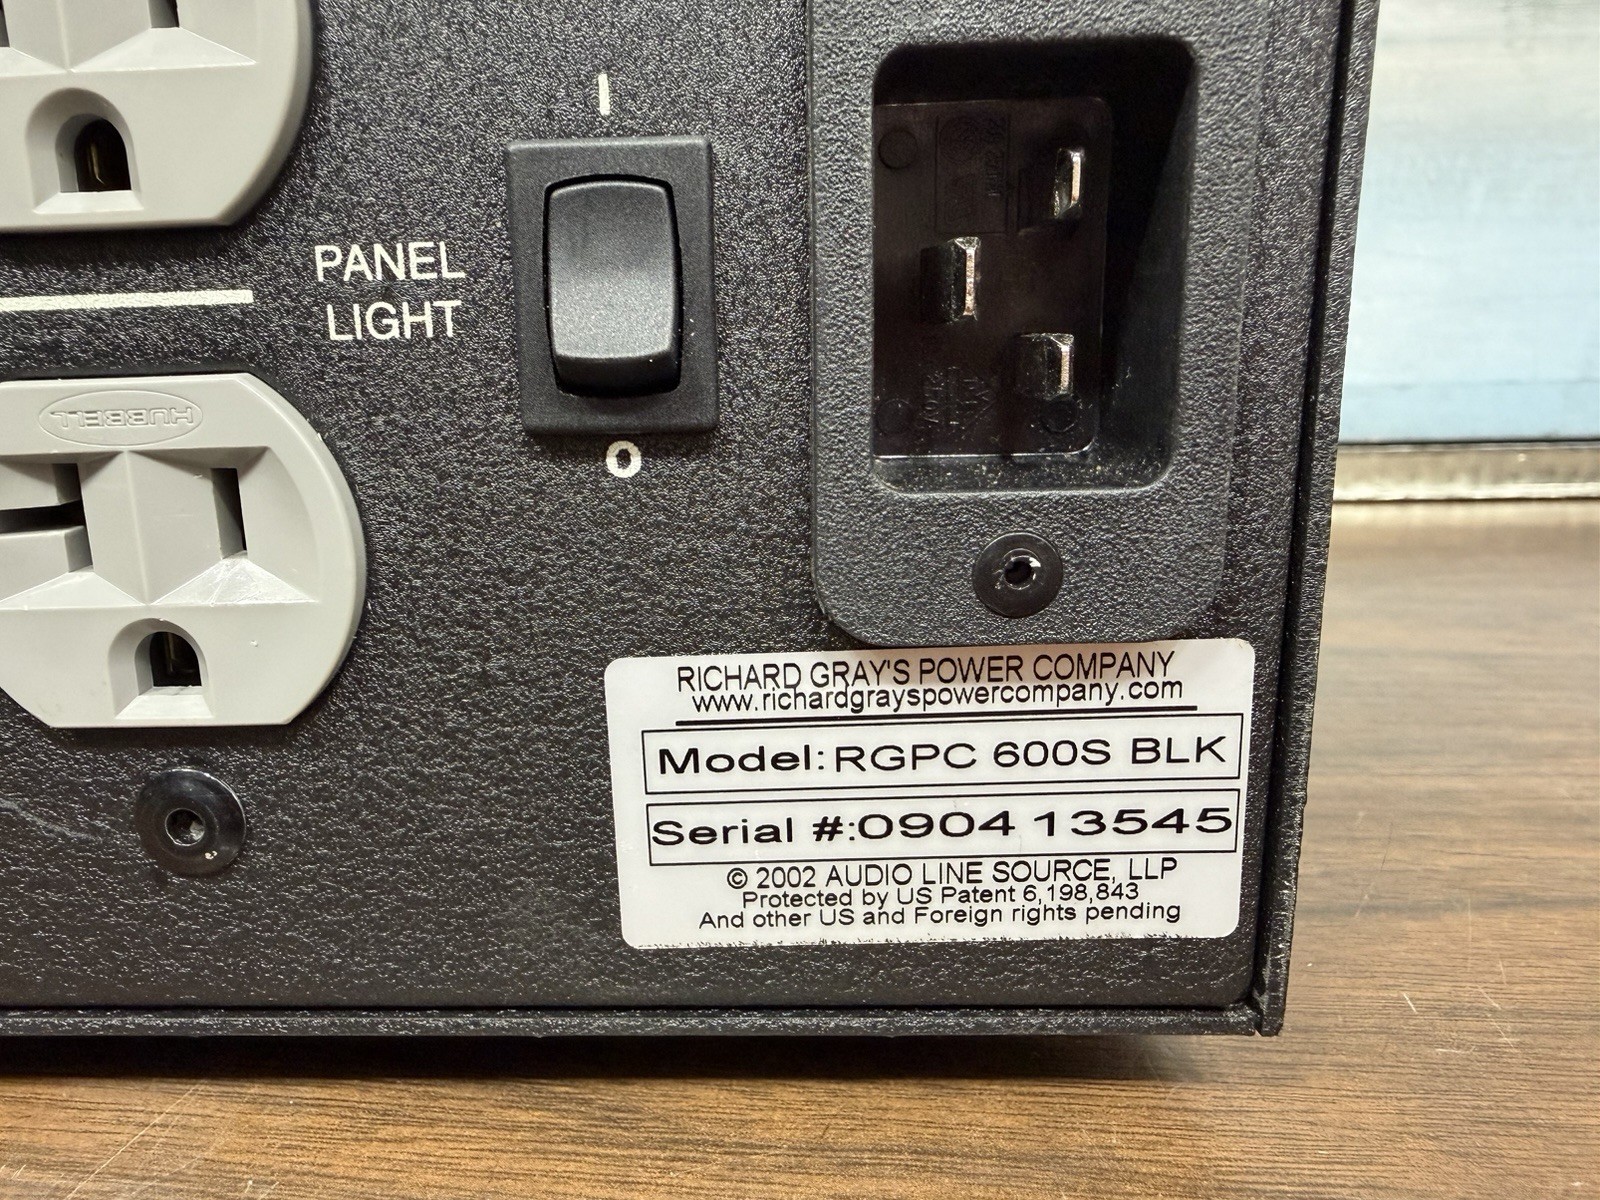 I
PANEL
LIGHT
HUBBELL
O
RICHARD GRAY'S POWER COMPANY
www.richardgrayspowercompany.com
Model: RGPC 600S BLK
Serial #:0904 13545
© 2002 AUDIO LINE SOURCE, LLP
Protected by US Patent 6,198,843
And other US and Foreign rights pending